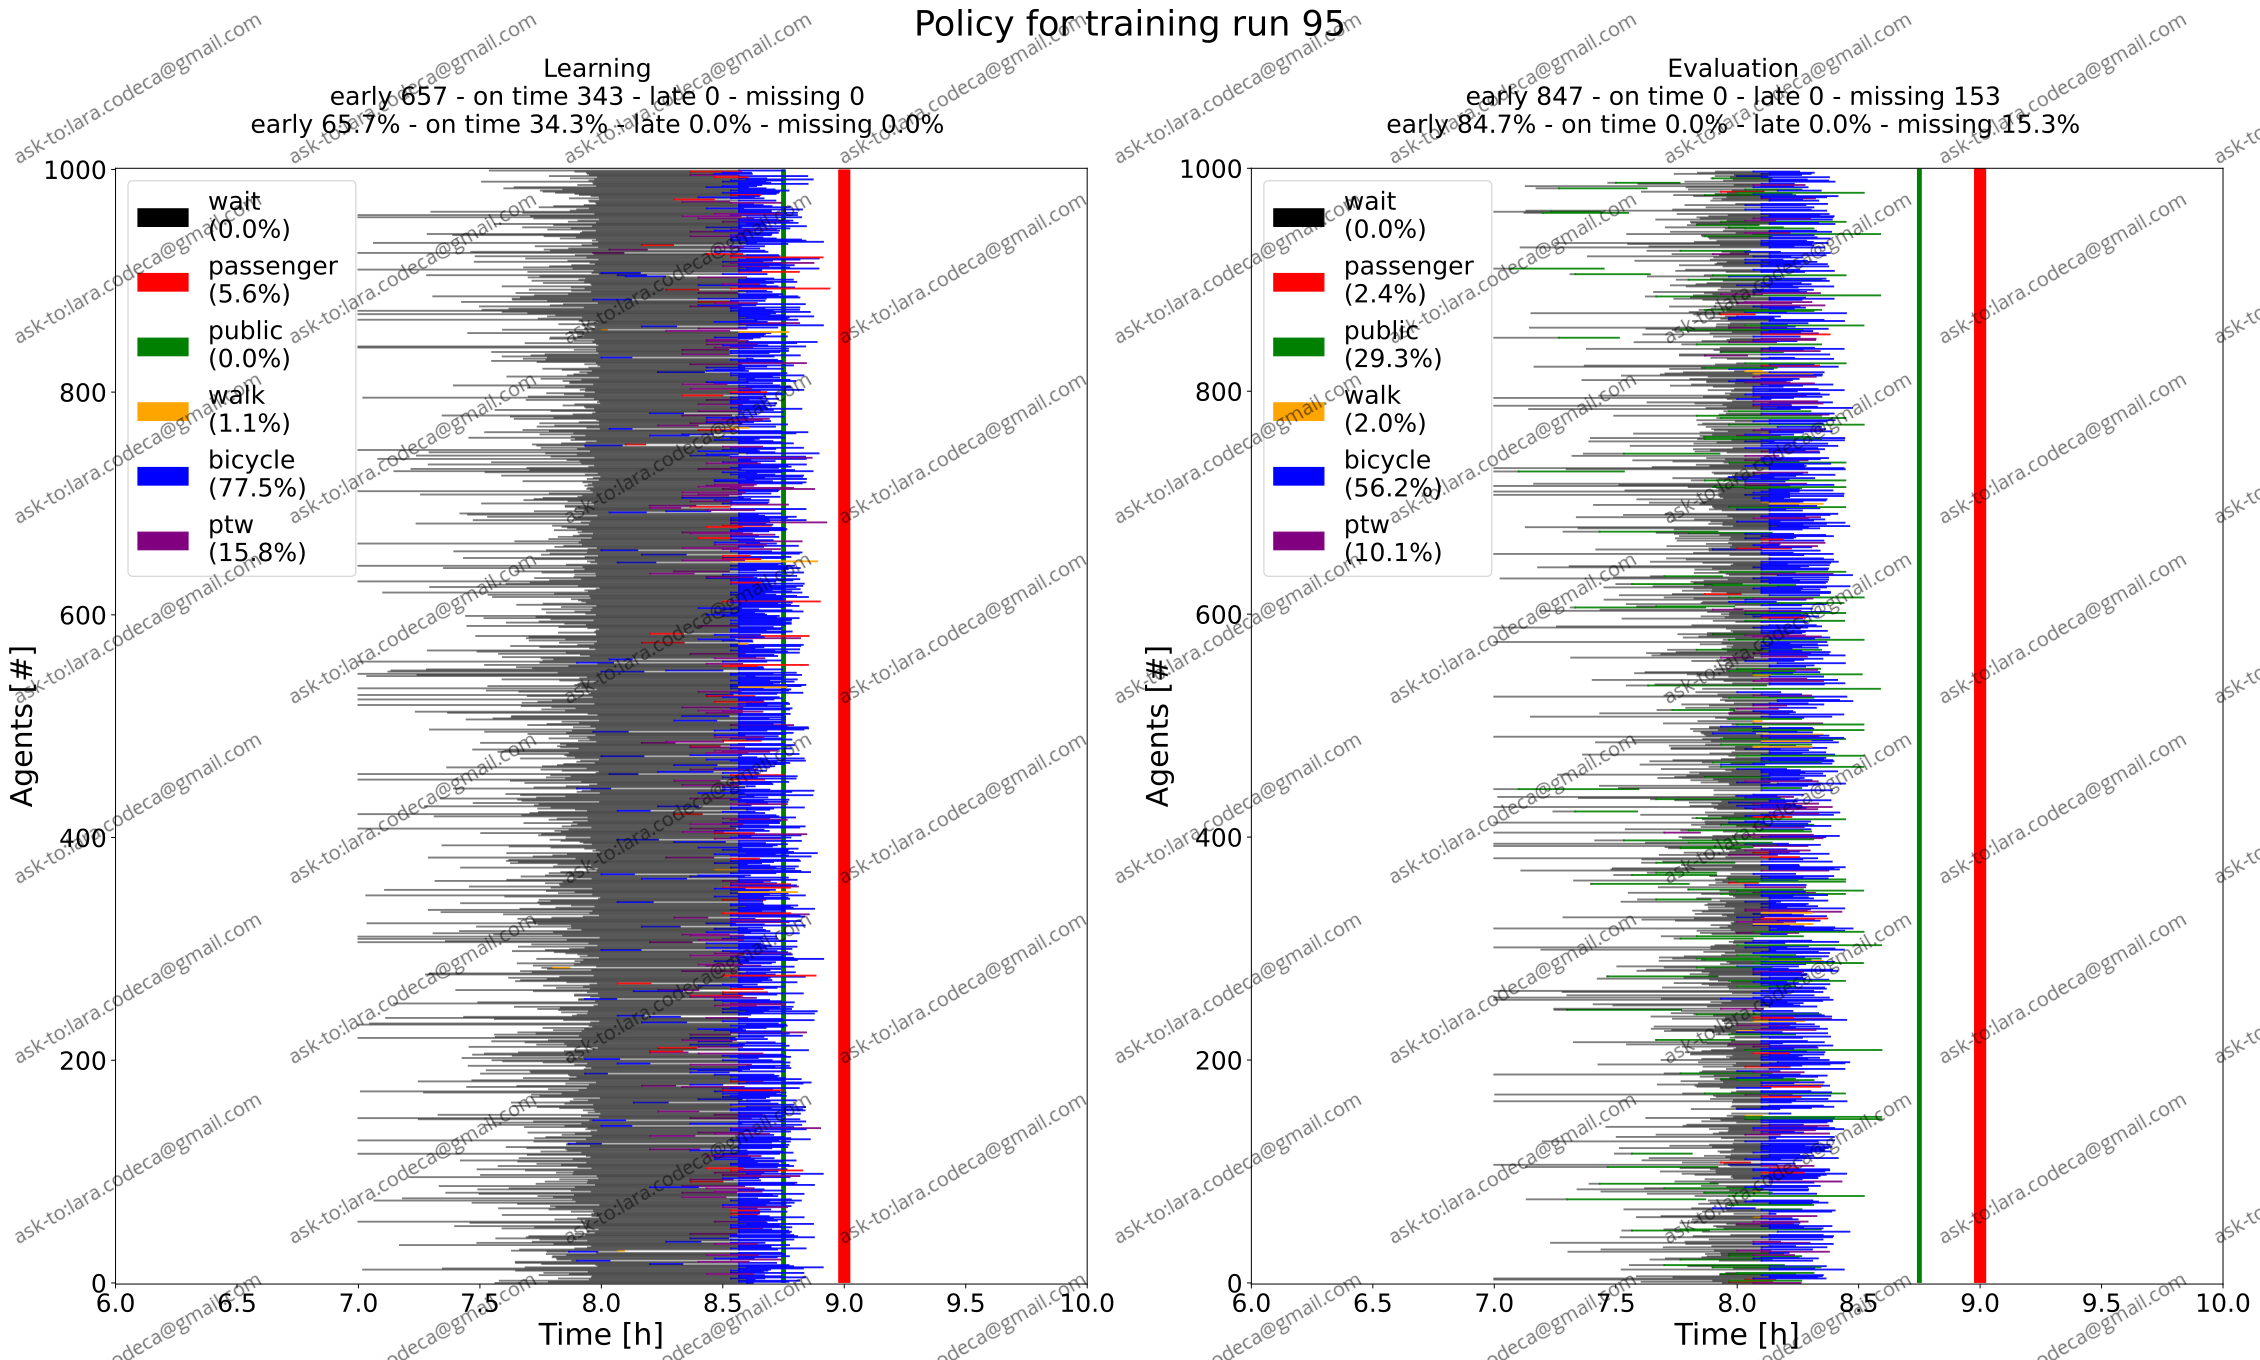 Policy for training run 95
Learning
early 657 - on time 343 - late 0 - missing 0
early 65.7% - on time 34.3% - late 0.0% - missing 0.0%
1000
800
600
400
200
0
Agents [#]
wait
(0.0%)
passenger
(5.6%)
public
(0.0%)
walk
(1.1%)
bicycle
(77.5%)
ptw
(15.8%)
6.0 6.5 7.0 7.5 8.0 8.5 9.0 9.5 10.0
Time [h]
Evaluation
early 847 - on time 0 - late 0 - missing 153
early 84.7% - on time 0.0% - late 0.0% - missing 15.3%
1000
800
600
400
200
0
Agents [#]
wait
(0.0%)
passenger
(2.4%)
public
(29.3%)
walk
(2.0%)
bicycle
(56.2%)
ptw
(10.1%)
6.0 6.5 7.0 7.5 8.0 8.5 9.0 9.5 10.0
Time [h]
ask-to:lara.codeca@gmail.com